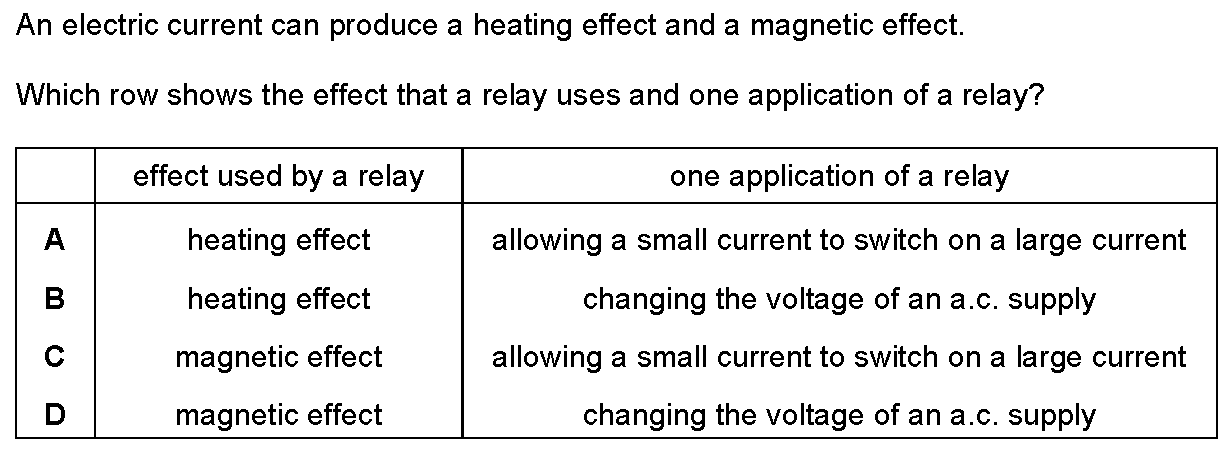 An electric current can produce a heating effect and a magnetic effect.
Which row shows the effect that a relay uses and one application of a relay?
effect used by a relay one application of a relay
A heating effect allowing a small current to switch on a large current
B heating effect changing the voltage of an a.c. supply
C magnetic effect allowing a small current to switch on a large current
D magnetic effect changing the voltage of an a.c. supply